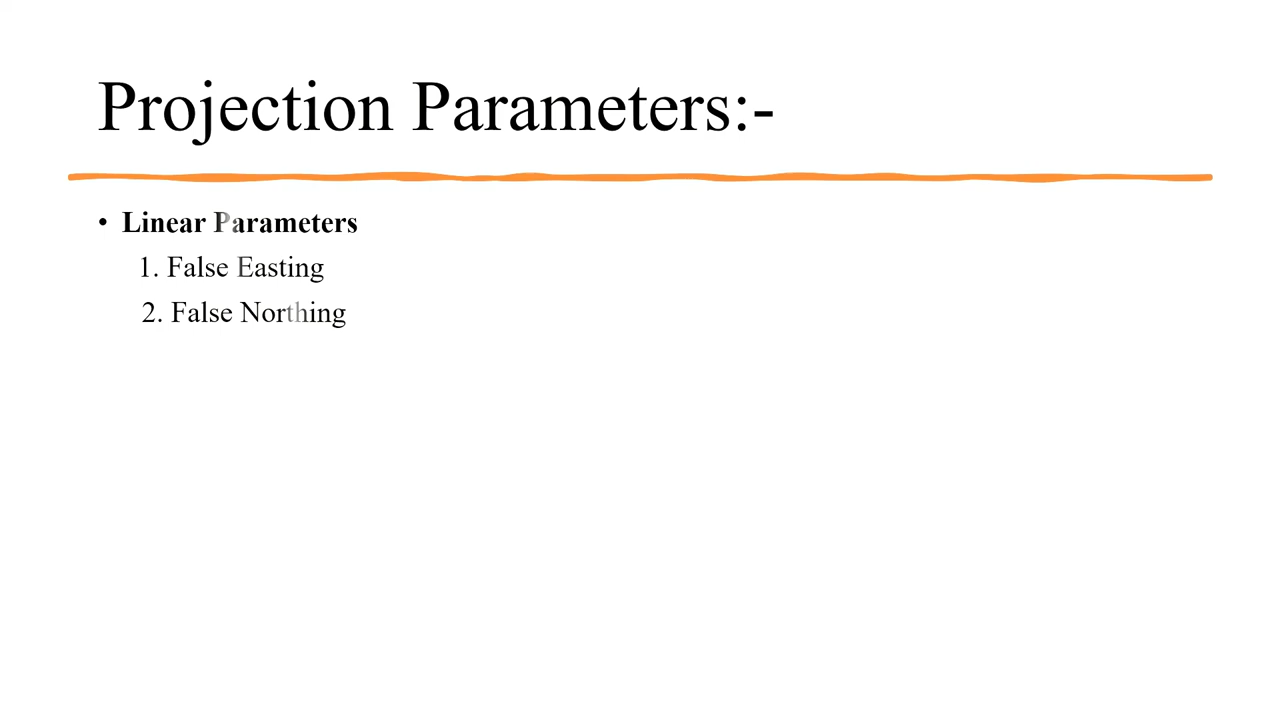 Projection Parameters:-
• Linear Parameters
1. False Easting
2. False Northing